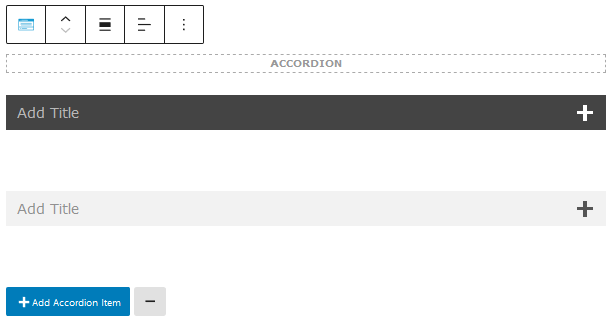 ACCORDION
Add Title
Add Title
Add Accordion Item